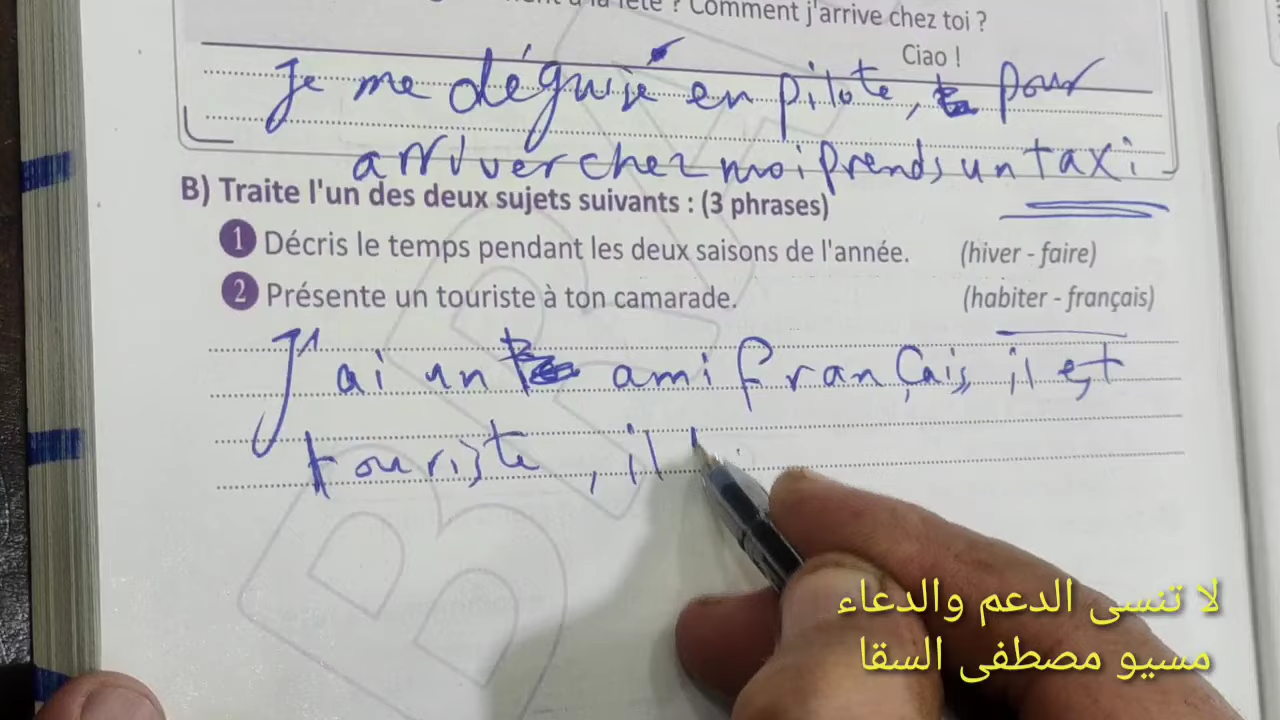 à la fête ? Comment j'arrive chez toi ?
Ciao !
Je me déguise en pilote, pour
arriver chez moi prends un taxi
B) Traite l'un des deux sujets suivants : (3 phrases)
1 Décris le temps pendant les deux saisons de l'année. (hiver - faire)
2 Présente un touriste à ton camarade. (habiter - français)
J'ai un ami français, il est
touriste, il
لا تنسى الدعم والدعاء
مسيو مصطفى السقا